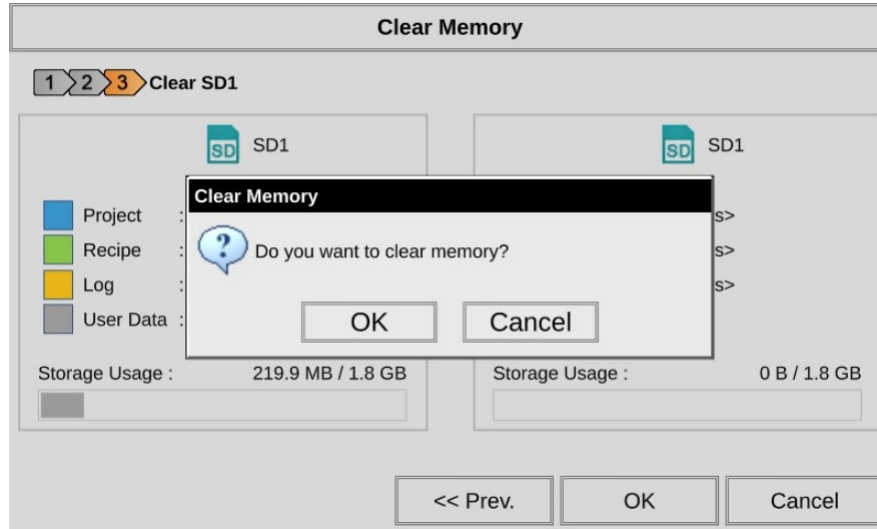 Clear Memory
1 2 3 Clear SD1
SD SD1
SD SD1
Clear Memory
Project :
s>
Recipe :
s>
Log :
s>
User Data :
? Do you want to clear memory?
OK Cancel
Storage Usage : 219.9 MB / 1.8 GB
Storage Usage : 0 B / 1.8 GB
<< Prev. OK Cancel